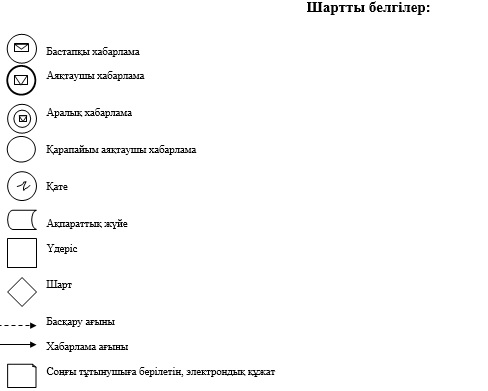 Шартты белгілер:
Бастапқы хабарлама
Аяқтаушы хабарлама
Аралық хабарлама
Қарапайым аяқтаушы хабарлама
Қате
Ақпараттық жүйе
Үдеріс
Шарт
Басқару ағыны
Хабарлама ағыны
Соңғы тұтынушыға берілетін, электрондық құжат